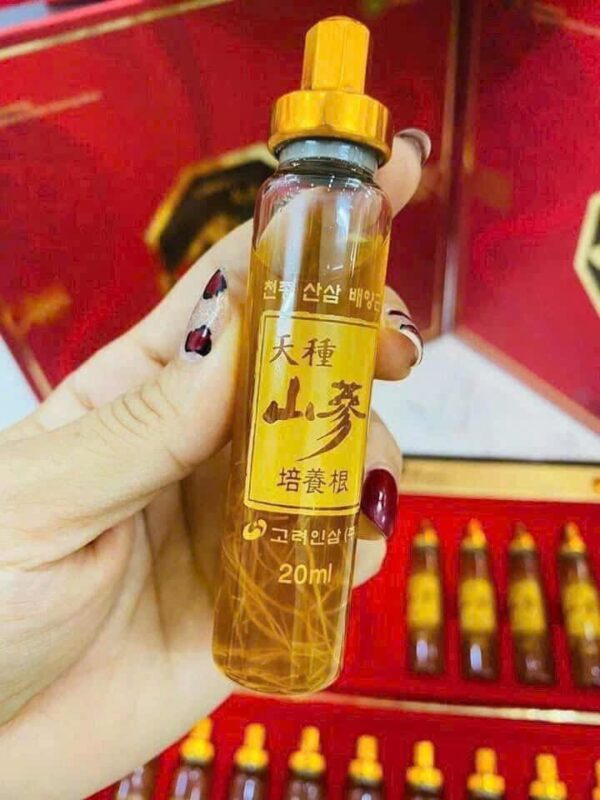 천종 산삼 배양근
天種
山參
培養根
고려인삼 (주
20ml